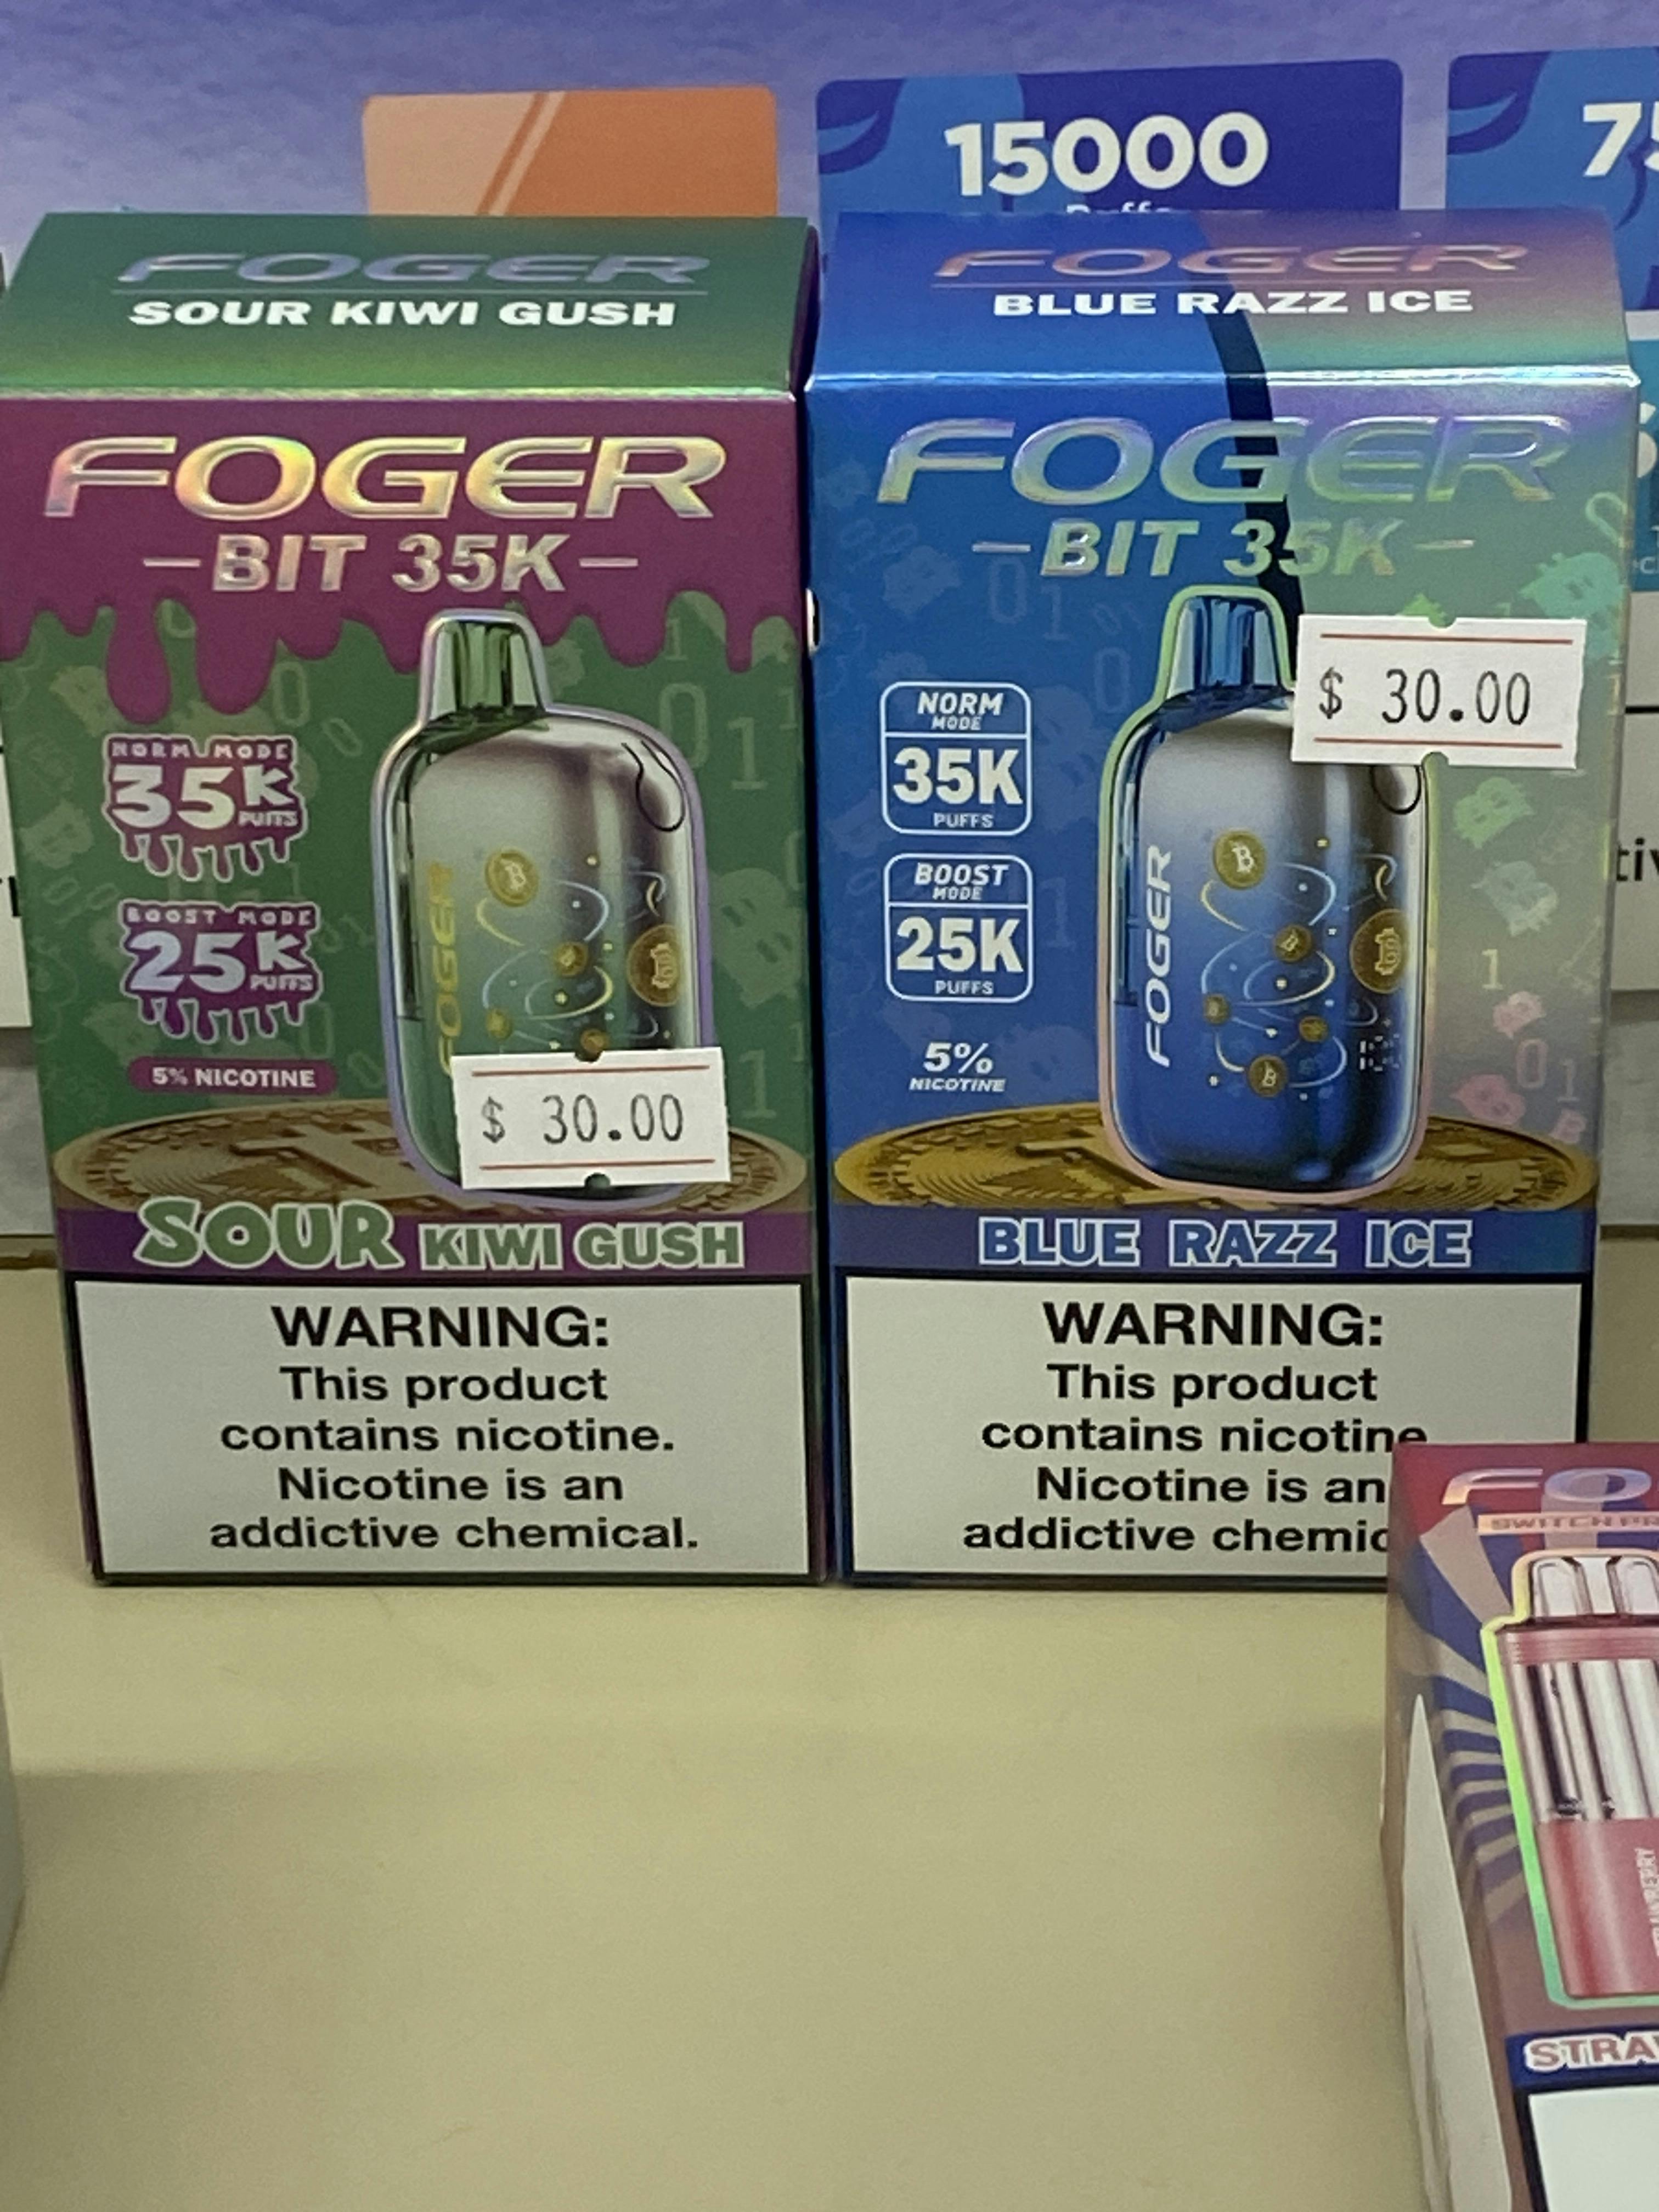 15000
FOGER
SOUR KIWI GUSH
FOGER
BIT 35K
NORM MODE
35K
PUFFS
BOOST MODE
25K
PUFFS
5% NICOTINE
FOGER
$ 30.00
SOUR KIWI GUSH
WARNING:
This product
contains nicotine.
Nicotine is an
addictive chemical.
FOGER
BLUE RAZZ ICE
FOGER
BIT 35K
NORM
MODE
35K
PUFFS
BOOST
MODE
25K
PUFFS
5%
NICOTINE
FOGER
$ 30.00
BLUE RAZZ ICE
WARNING:
This product
contains nicotine
Nicotine is an
addictive chemic
FO
SWITCH PR
STRA